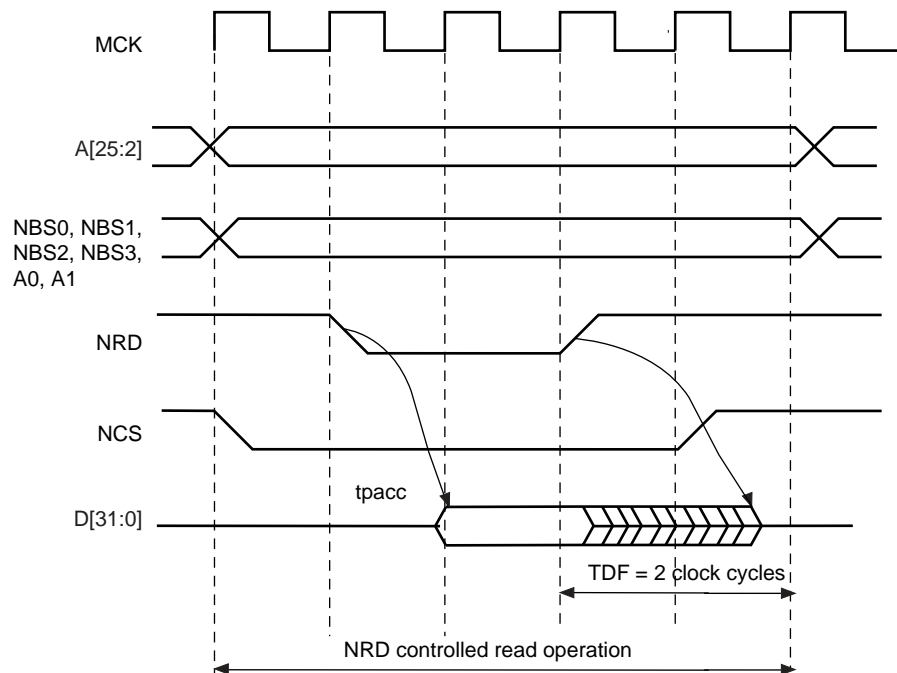 MCK
A[25:2]
NBS0, NBS1,
NBS2, NBS3,
A0, A1
NRD
NCS
tpacc
D[31:0]
TDF = 2 clock cycles
NRD controlled read operation